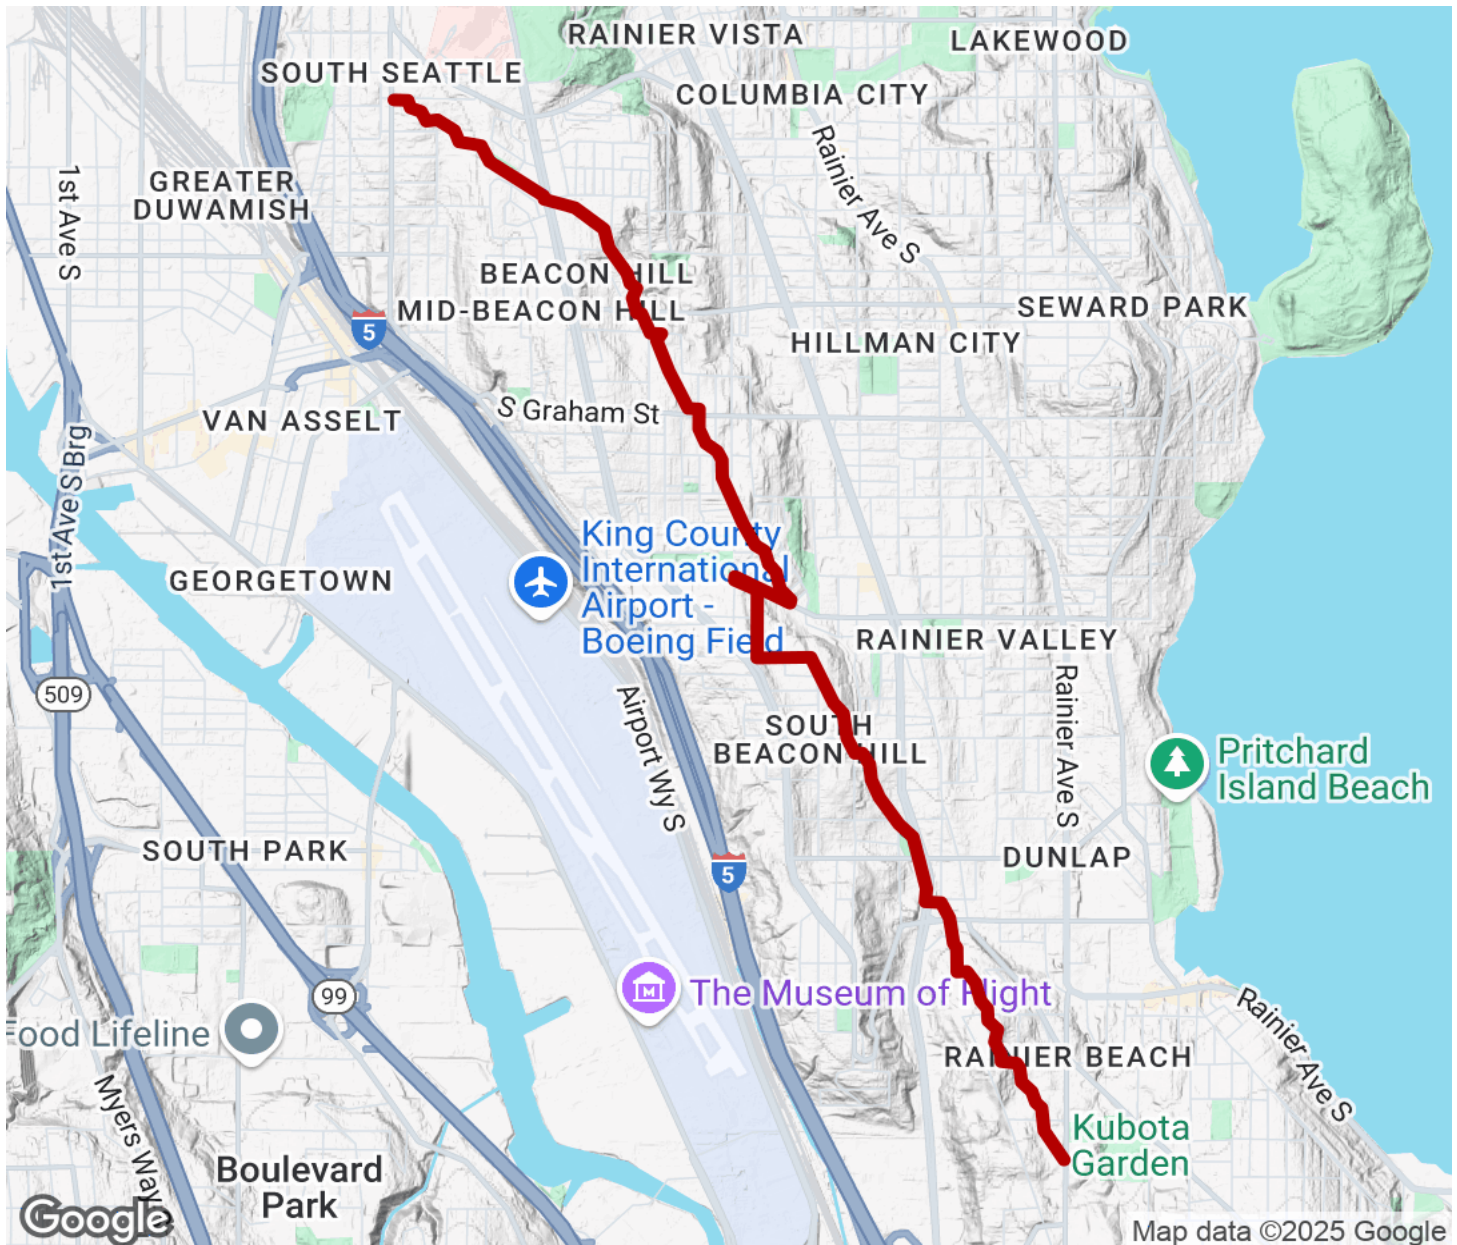 RAINIER VISTA
LAKEWOOD
SOUTH SEATTLE
COLUMBIA CITY
Rainier Ave S
1st Ave S
GREATER
DUWAMISH
BEACON HILL
MID-BEACON HILL
SEWARD PARK
5
HILLMAN CITY
S Graham St
VAN ASSELT
1st Ave S Brg
King County
International
Airport -
Boeing Field
GEORGETOWN
RAINIER VALLEY
509
Airport Wy S
Rainier Ave S
SOUTH
BEACON HILL
Pritchard
Island Beach
SOUTH PARK
DUNLAP
5
The Museum of Flight
99
Food Lifeline
Rainier Ave S
RAINIER BEACH
Myers Way S
Kubota
Garden
Boulevard
Park
Google
Map data ©2025 Google